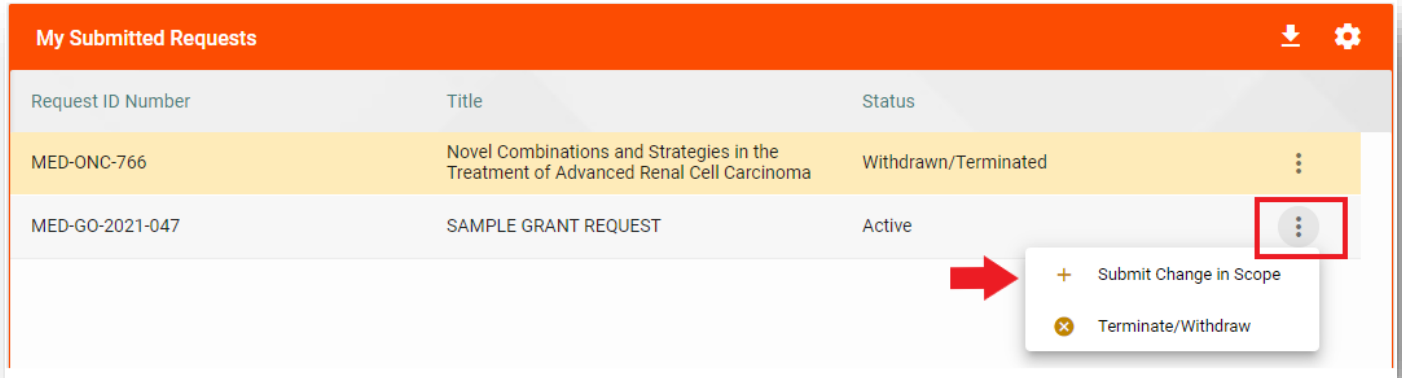 My Submitted Requests
Request ID Number Title Status
MED-ONC-766 Novel Combinations and Strategies in the Withdrawn/Terminated
Treatment of Advanced Renal Cell Carcinoma
MED-GO-2021-047 SAMPLE GRANT REQUEST Active
Submit Change in Scope
Terminate/Withdraw